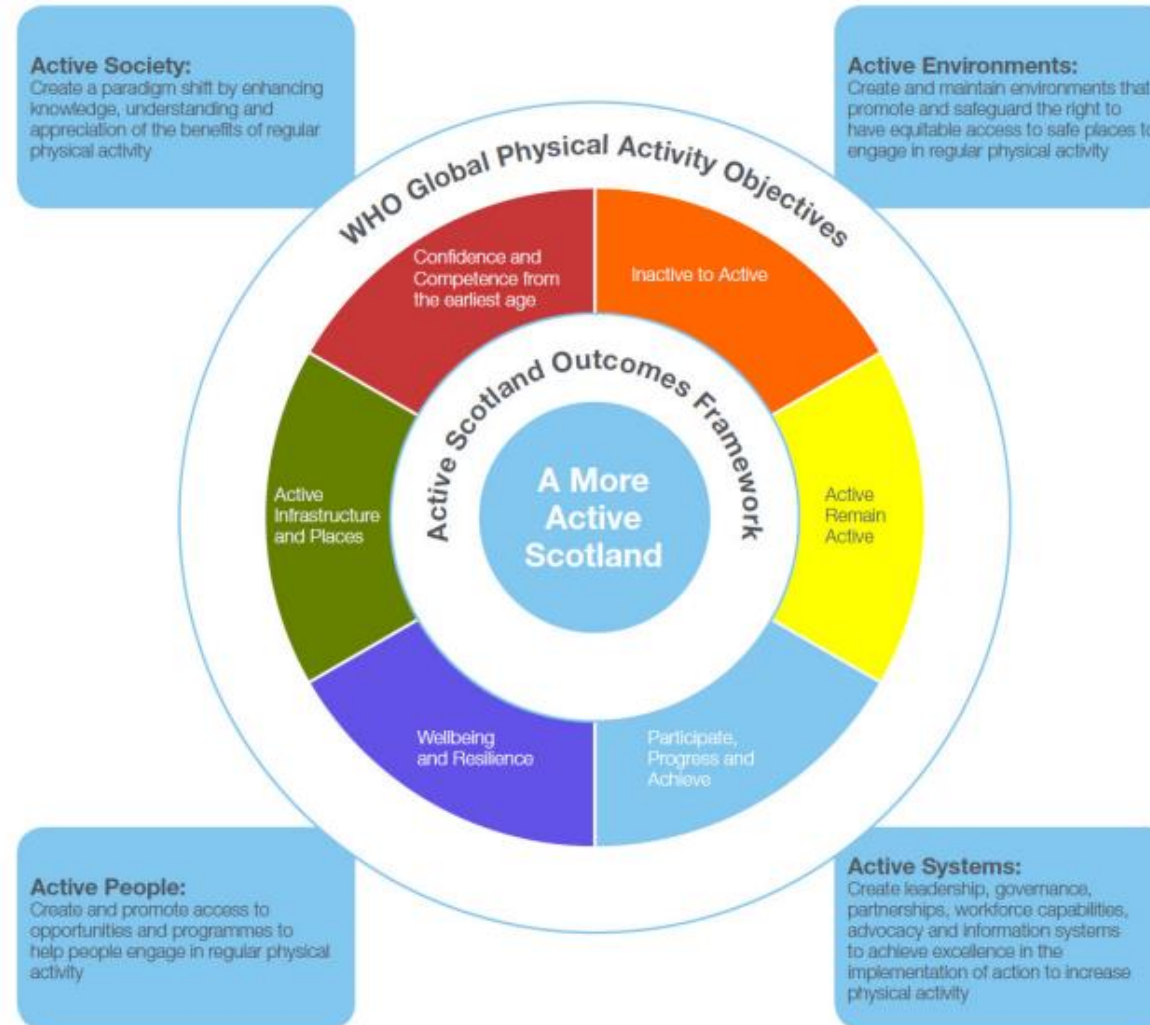 Active Society:
Create a paradigm shift by enhancing
knowledge, understanding and
appreciation of the benefits of regular
physical activity
Active Environments:
Create and maintain environments that
promote and safeguard the right to
have equitable access to safe places to
engage in regular physical activity
WHO Global Physical Activity Objectives
Confidence and
Competence from
the earliest age
Inactive to Active
Active Scotland Outcomes Framework
A More
Active
Scotland
Active
Infrastructure
and Places
Active
Remain
Active
Wellbeing
and Resilience
Participate,
Progress and
Achieve
Active People:
Create and promote access to
opportunities and programmes to
help people engage in regular physical
activity
Active Systems:
Create leadership, governance,
partnerships, workforce capabilities,
advocacy and information systems
to achieve excellence in the
implementation of action to increase
physical activity